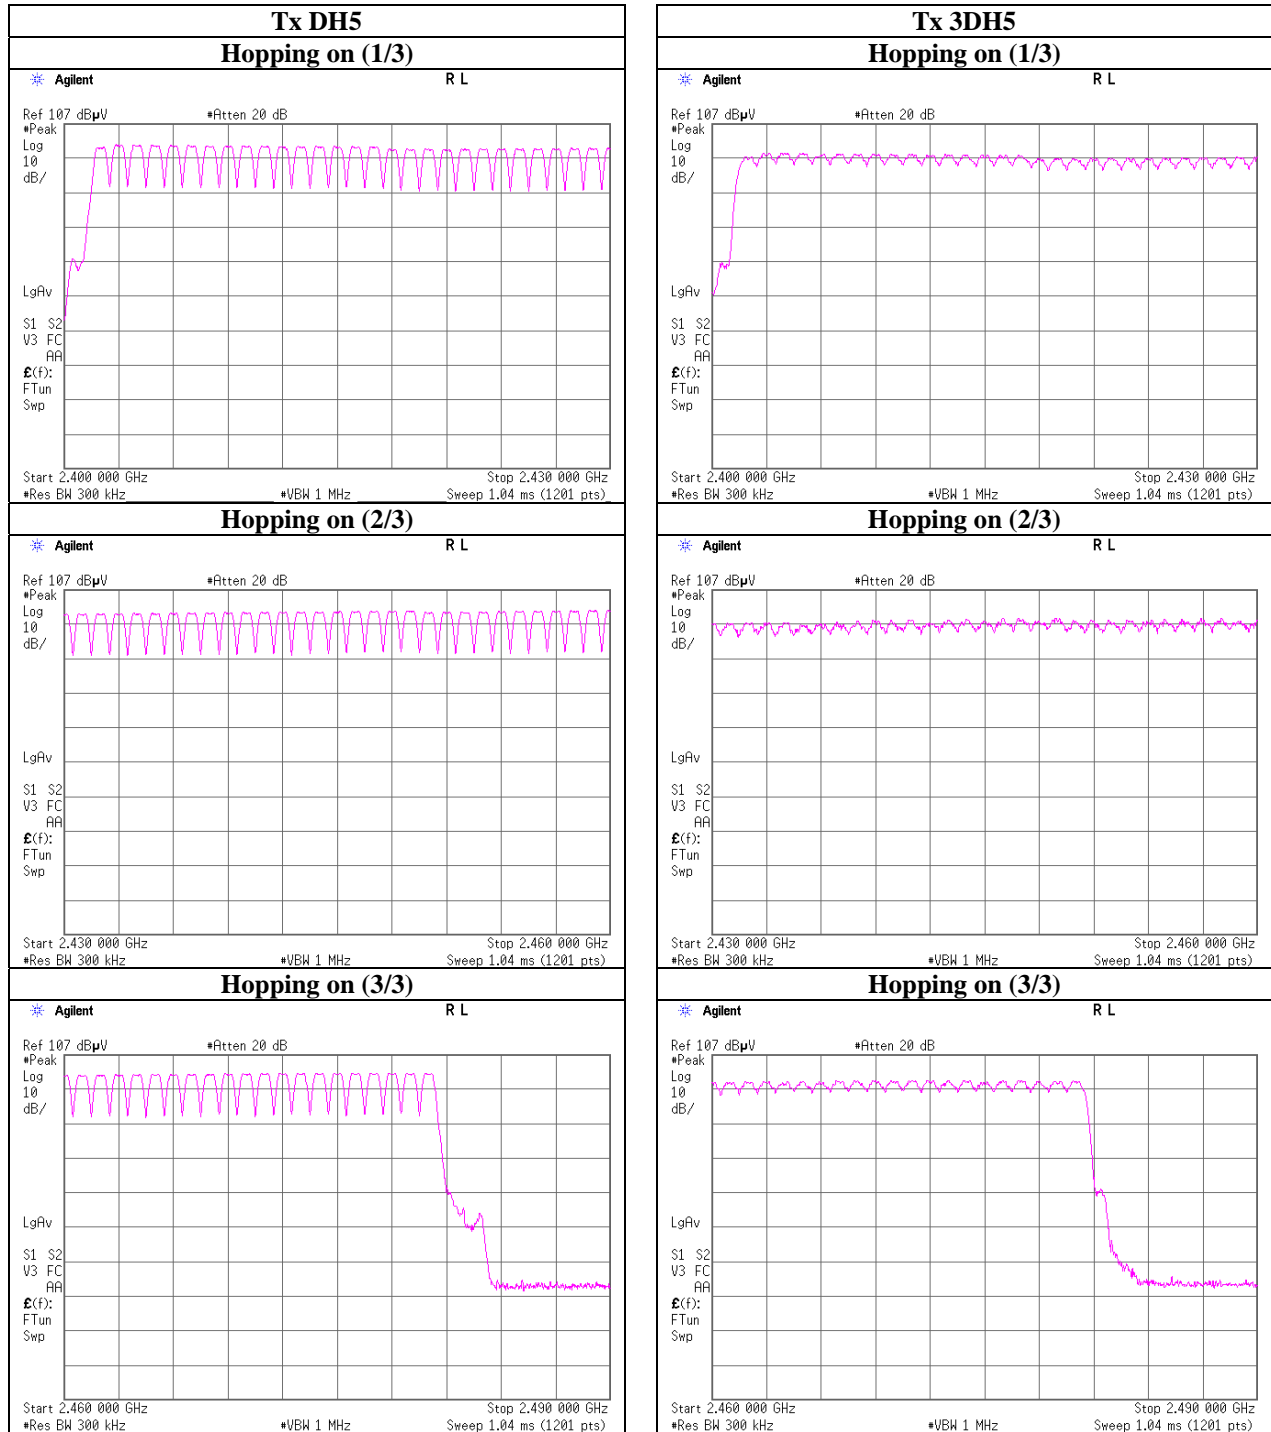 Tx DH5
Hopping on (1/3)
Agilent
R L
Ref 107 dBµV
#Atten 20 dB
#Peak
Log
10
dB/
LgAv
S1 S2
V3 FC
AA
£(f):
FTun
Swp
Start 2.400 000 GHz
Stop 2.430 000 GHz
#Res BW 300 kHz
#VBW 1 MHz
Sweep 1.04 ms (1201 pts)
Hopping on (2/3)
Agilent
R L
Ref 107 dBµV
#Atten 20 dB
#Peak
Log
10
dB/
LgAv
S1 S2
V3 FC
AA
£(f):
FTun
Swp
Start 2.430 000 GHz
Stop 2.460 000 GHz
#Res BW 300 kHz
#VBW 1 MHz
Sweep 1.04 ms (1201 pts)
Hopping on (3/3)
Agilent
R L
Ref 107 dBµV
#Atten 20 dB
#Peak
Log
10
dB/
LgAv
S1 S2
V3 FC
AA
£(f):
FTun
Swp
Start 2.460 000 GHz
Stop 2.490 000 GHz
#Res BW 300 kHz
#VBW 1 MHz
Sweep 1.04 ms (1201 pts)
Tx 3DH5
Hopping on (1/3)
Agilent
R L
Ref 107 dBµV
#Atten 20 dB
#Peak
Log
10
dB/
LgAv
S1 S2
V3 FC
AA
£(f):
FTun
Swp
Start 2.400 000 GHz
Stop 2.430 000 GHz
#Res BW 300 kHz
#VBW 1 MHz
Sweep 1.04 ms (1201 pts)
Hopping on (2/3)
Agilent
R L
Ref 107 dBµV
#Atten 20 dB
#Peak
Log
10
dB/
LgAv
S1 S2
V3 FC
AA
£(f):
FTun
Swp
Start 2.430 000 GHz
Stop 2.460 000 GHz
#Res BW 300 kHz
#VBW 1 MHz
Sweep 1.04 ms (1201 pts)
Hopping on (3/3)
Agilent
R L
Ref 107 dBµV
#Atten 20 dB
#Peak
Log
10
dB/
LgAv
S1 S2
V3 FC
AA
£(f):
FTun
Swp
Start 2.460 000 GHz
Stop 2.490 000 GHz
#Res BW 300 kHz
#VBW 1 MHz
Sweep 1.04 ms (1201 pts)